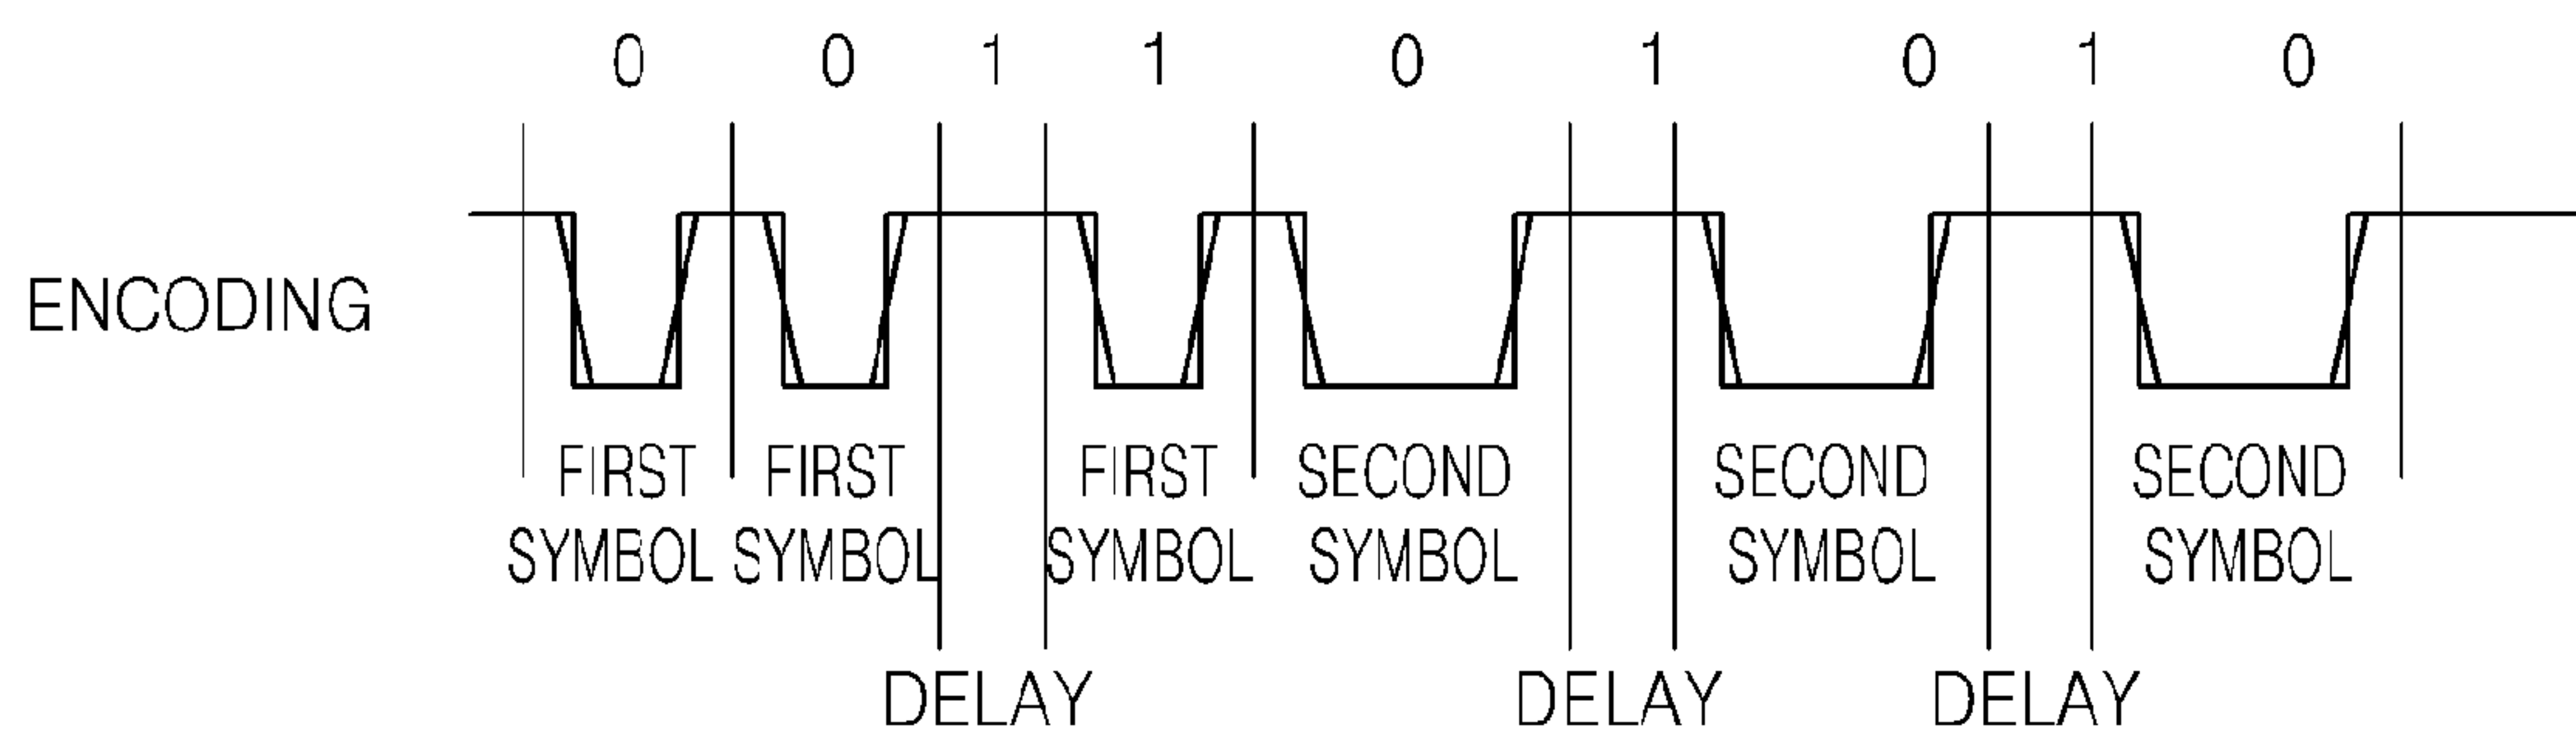 0 0 1 1 0 1 0 1 0
ENCODING
FIRST FIRST FIRST SECOND SECOND SECOND
SYMBOL SYMBOL SYMBOL SYMBOL SYMBOL SYMBOL
DELAY DELAY DELAY